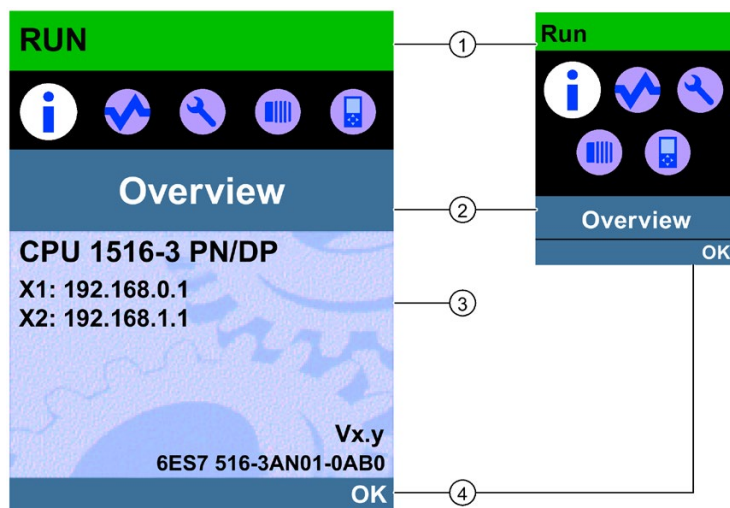 RUN
Overview
CPU 1516-3 PN/DP
X1: 192.168.0.1
X2: 192.168.1.1
Vx.y
6ES7 516-3AN01-0AB0
OK
1
2
3
4
Run
Overview
OK